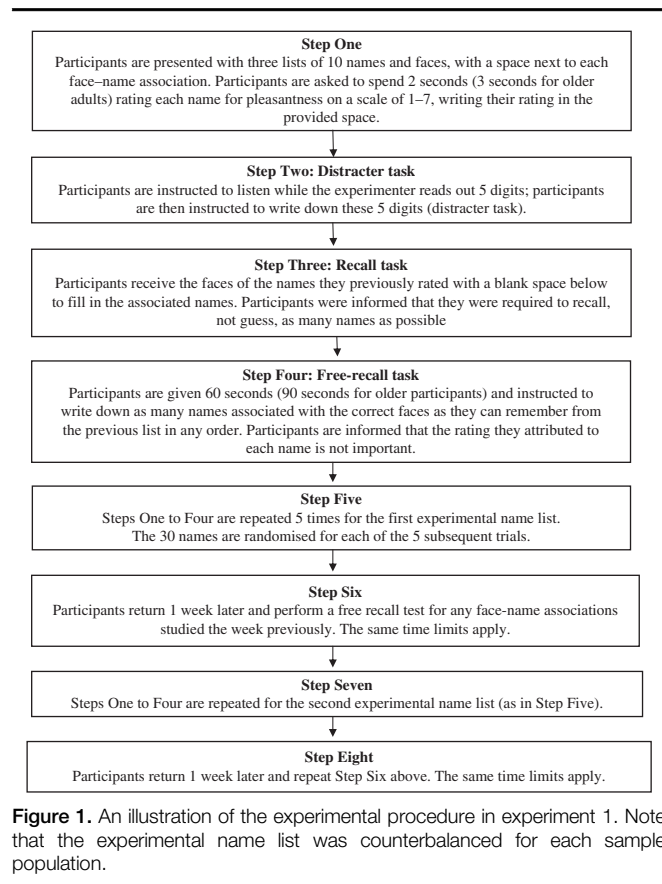 Step One
Participants are presented with three lists of 10 names and faces, with a space next to each
face–name association. Participants are asked to spend 2 seconds (3 seconds for older
adults) rating each name for pleasantness on a scale of 1–7, writing their rating in the
provided space.
Step Two: Distracter task
Participants are instructed to listen while the experimenter reads out 5 digits; participants
are then instructed to write down these 5 digits (distracter task).
Step Three: Recall task
Participants receive the faces of the names they previously rated with a blank space below
to fill in the associated names. Participants were informed that they were required to recall,
not guess, as many names as possible
Step Four: Free-recall task
Participants are given 60 seconds (90 seconds for older participants) and instructed to
write down as many names associated with the correct faces as they can remember from
the previous list in any order. Participants are informed that the rating they attributed to
each name is not important.
Step Five
Steps One to Four are repeated 5 times for the first experimental name list.
The 30 names are randomised for each of the 5 subsequent trials.
Step Six
Participants return 1 week later and perform a free recall test for any face-name associations
studied the week previously. The same time limits apply.
Step Seven
Steps One to Four are repeated for the second experimental name list (as in Step Five).
Step Eight
Participants return 1 week later and repeat Step Six above. The same time limits apply.
Figure 1. An illustration of the experimental procedure in experiment 1. Note
that the experimental name list was counterbalanced for each sample
population.